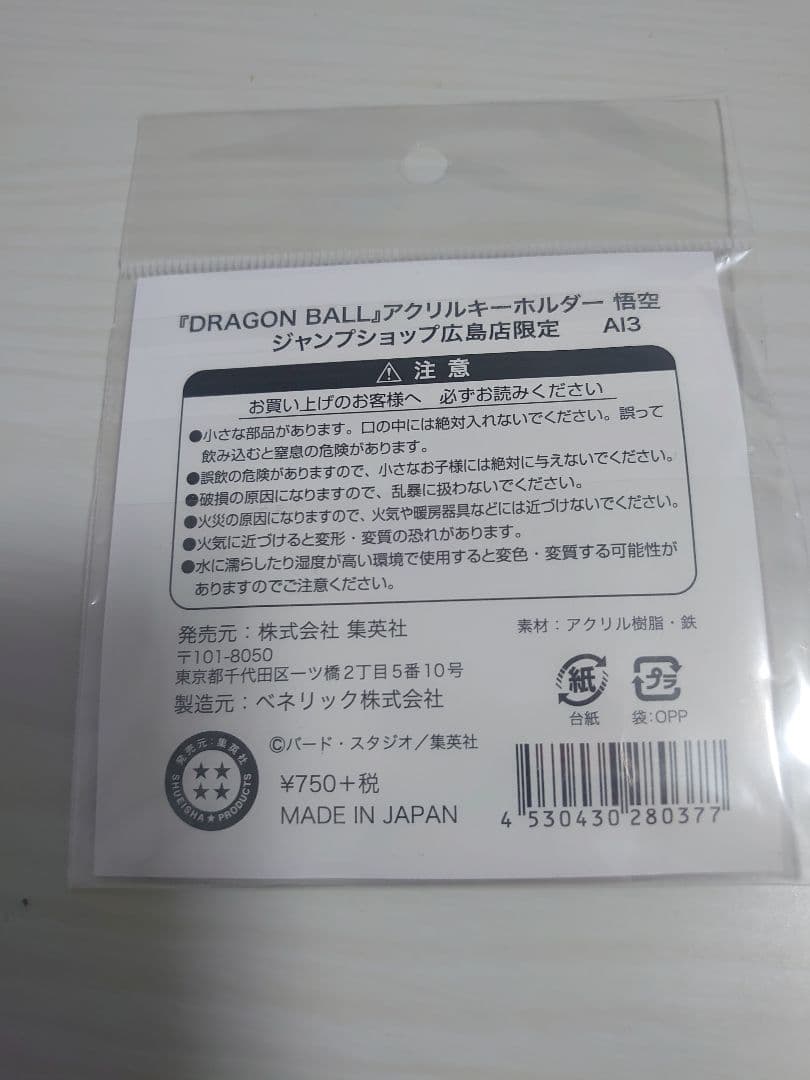 『DRAGON BALL』アクリルキーホルダー 悟空
ジャンプショップ広島店限定 AI3
注 意
お買い上げのお客様へ 必ずお読みください
●小さな部品があります。口の中には絶対入れないでください。誤って
飲み込むと窒息の危険があります。
●誤飲の危険がありますので、小さなお子様には絶対に与えないでください。
●破損の原因になりますので、乱暴に扱わないでください。
●火災の原因になりますので、火気や暖房器具などには近づけないでください。
●火気に近づけると変形・変質の恐れがあります。
●水に濡らしたり湿度が高い環境で使用すると変色・変質する可能性が
ありますのでご注意ください。
発売元：株式会社 集英社
素材：アクリル樹脂・鉄
〒101-8050
東京都千代田区一ツ橋2丁目5番10号
製造元：ベネリック株式会社
紙
台紙
プラ
袋：OPP
発売元：集英社
SHUEISHA★PRODUCTS
©バード・スタジオ／集英社
¥750＋税
MADE IN JAPAN
4 530430 280377